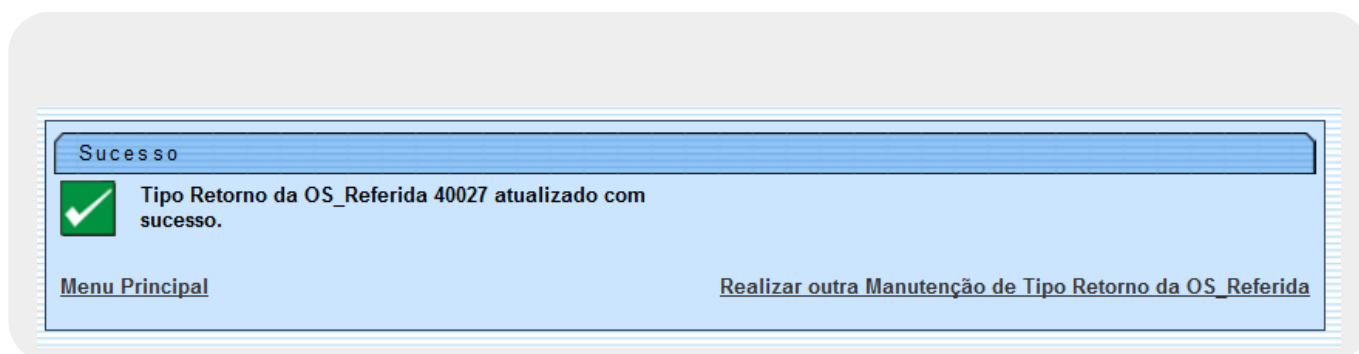 Sucesso
Tipo Retorno da OS_Referida 40027 atualizado com
sucesso.
Menu Principal
Realizar outra Manutenção de Tipo Retorno da OS_Referida